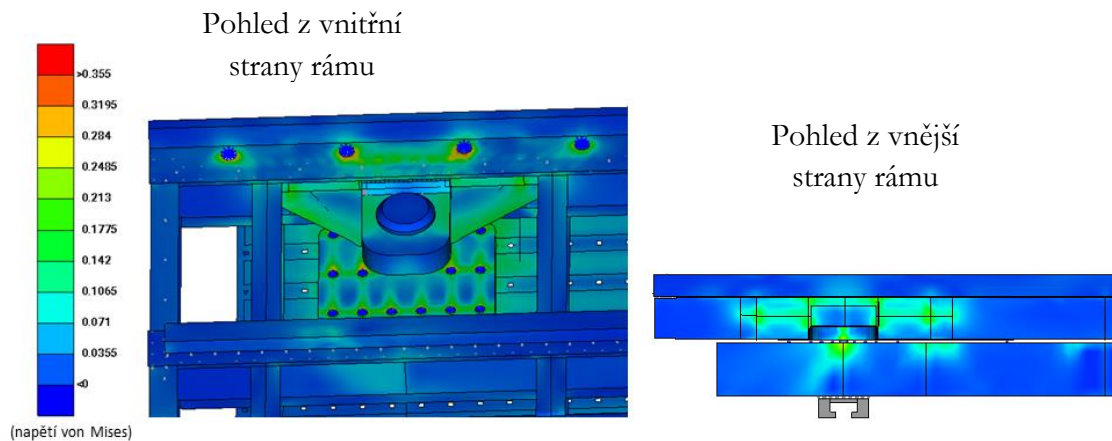 Pohled z vnitřní
strany rámu
>0.355
0.3195
0.284
0.2485
0.213
0.1775
0.142
0.1065
0.071
0.0355
<0
(napětí von Mises)
Pohled z vnější
strany rámu